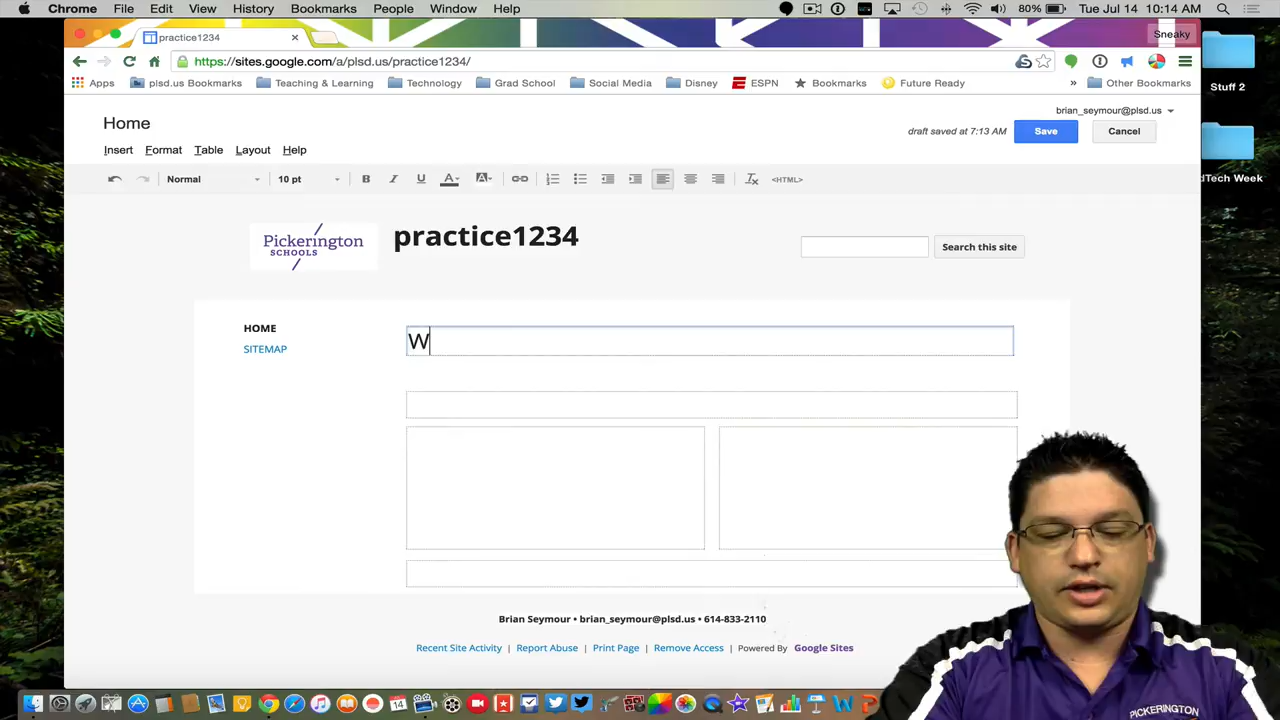 Chrome File Edit View History Bookmarks People Window Help 80% Tue Jul 14 10:14 AM
practice1234 Sneaky
https://sites.google.com/a/plsd.us/practice1234/
Apps plsd.us Bookmarks Teaching & Learning Technology Grad School Social Media Disney ESPN Bookmarks Future Ready » Other Bookmarks
Stuff 2
brian_seymour@plsd.us
Home
draft saved at 7:13 AM Save Cancel
Insert Format Table Layout Help
Normal 10 pt B I U A A <HTML>
dTech Week
Pickerington
SCHOOLS
practice1234
Search this site
HOME
SITEMAP
W
Brian Seymour • brian_seymour@plsd.us • 614-833-2110
Recent Site Activity | Report Abuse | Print Page | Remove Access | Powered By Google Sites
14
PICKERINGTON